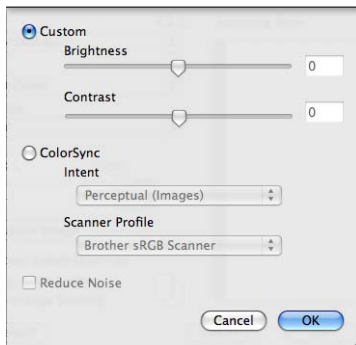 Custom
Brightness
0
Contrast
0
ColorSync
Intent
Perceptual (Images)
Scanner Profile
Brother sRGB Scanner
Reduce Noise
Cancel OK